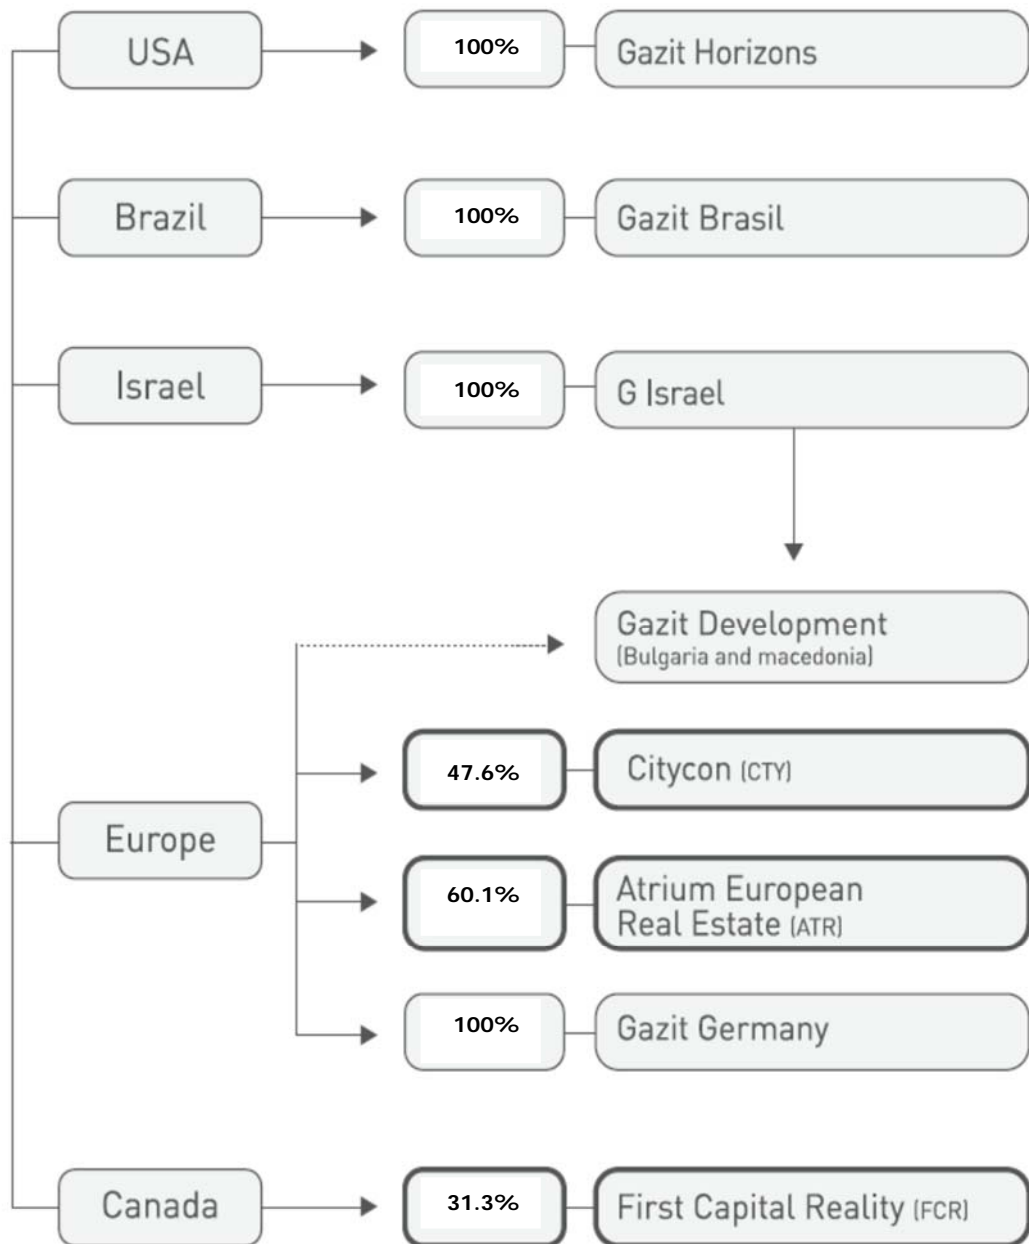 USA
100%
Gazit Horizons
Brazil
100%
Gazit Brasil
Israel
100%
G Israel
Gazit Development
(Bulgaria and macedonia)
47.6%
Citycon (CTY)
Europe
60.1%
Atrium European
Real Estate (ATR)
100%
Gazit Germany
Canada
31.3%
First Capital Reality (FCR)